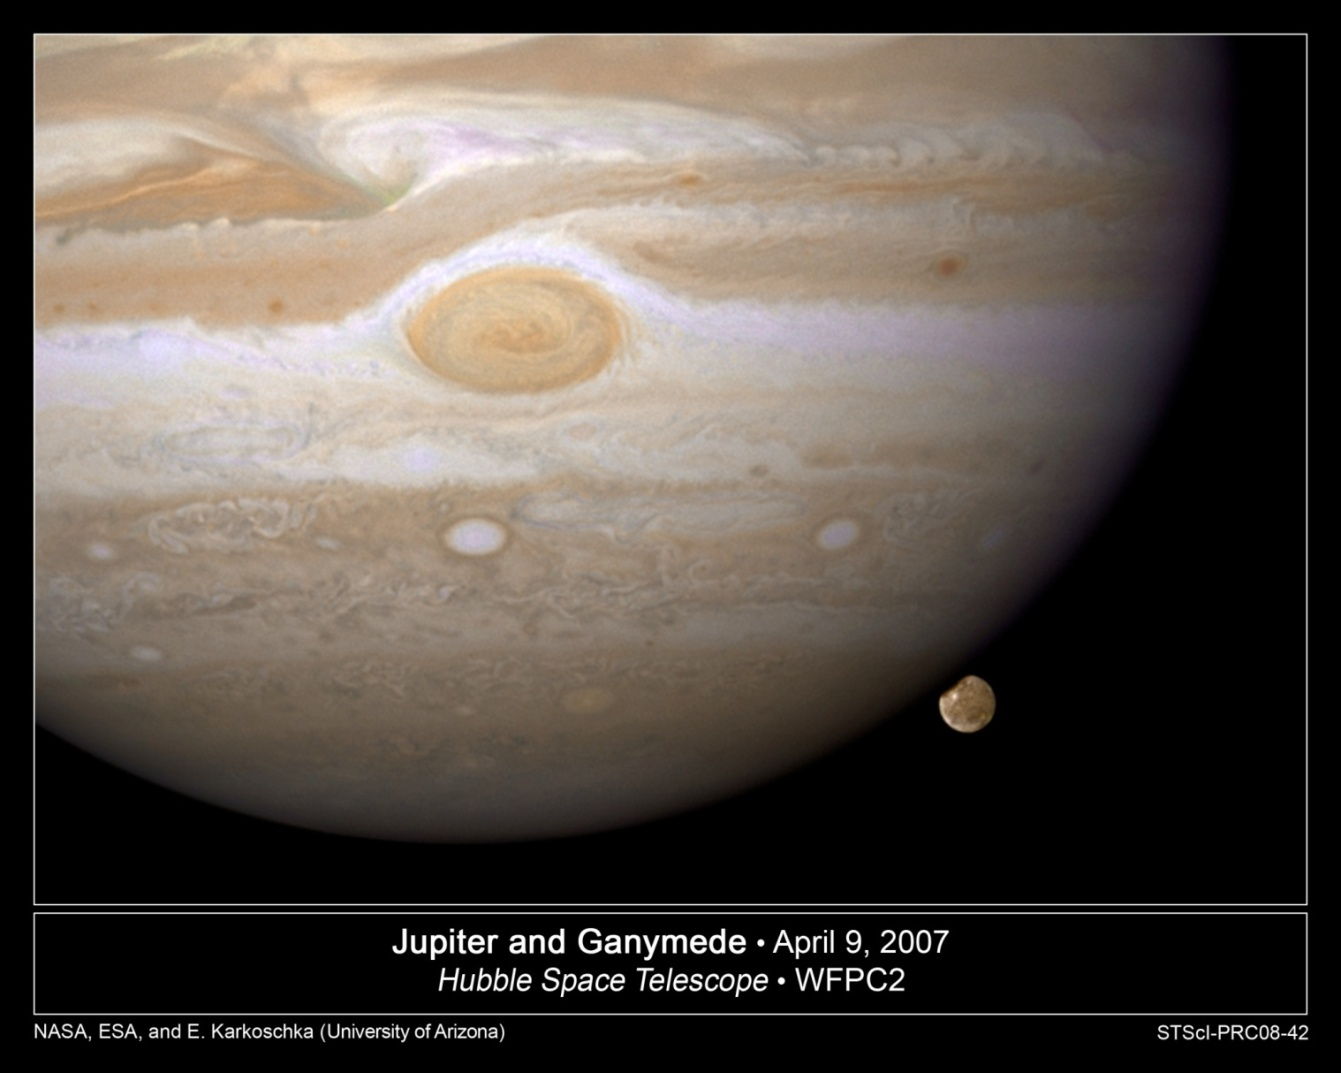 Jupiter and Ganymede • April 9, 2007
Hubble Space Telescope • WFPC2
NASA, ESA, and E. Karkoschka (University of Arizona)
STScI-PRC08-42